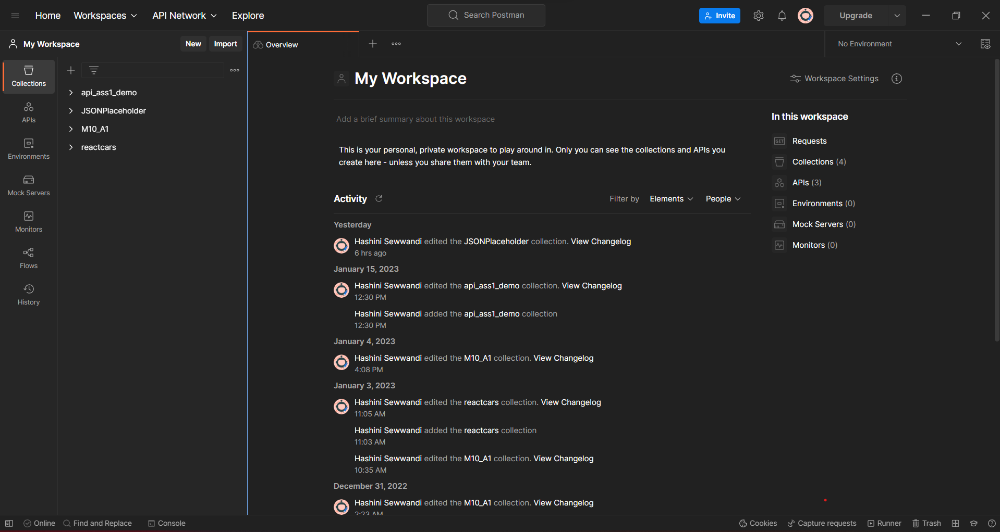 Home Workspaces API Network Explore Search Postman Invite Upgrade
My Workspace New Import Overview No Environment
Collections
APIs
Environments
Mock Servers
Monitors
Flows
History
api_ass1_demo
JSONPlaceholder
M10_A1
reactcars
My Workspace Workspace Settings
Add a brief summary about this workspace
This is your personal, private workspace to play around in. Only you can see the collections and APIs you
create here - unless you share them with your team.
Activity Filter by Elements People
Yesterday
Hashini Sewwandi edited the JSONPlaceholder collection. View Changelog
6 hrs ago
January 15, 2023
Hashini Sewwandi edited the api_ass1_demo collection. View Changelog
12:30 PM
Hashini Sewwandi added the api_ass1_demo collection
12:30 PM
January 4, 2023
Hashini Sewwandi edited the M10_A1 collection. View Changelog
4:08 PM
January 3, 2023
Hashini Sewwandi edited the reactcars collection. View Changelog
11:05 AM
Hashini Sewwandi added the reactcars collection
11:03 AM
Hashini Sewwandi edited the M10_A1 collection. View Changelog
10:35 AM
December 31, 2022
Hashini Sewwandi edited the M10_A1 collection. View Changelog
2:23 AM
In this workspace
GET Requests
Collections (4)
APIs (3)
Environments (0)
Mock Servers (0)
Monitors (0)
Online Find and Replace Console Cookies Capture requests Runner Trash